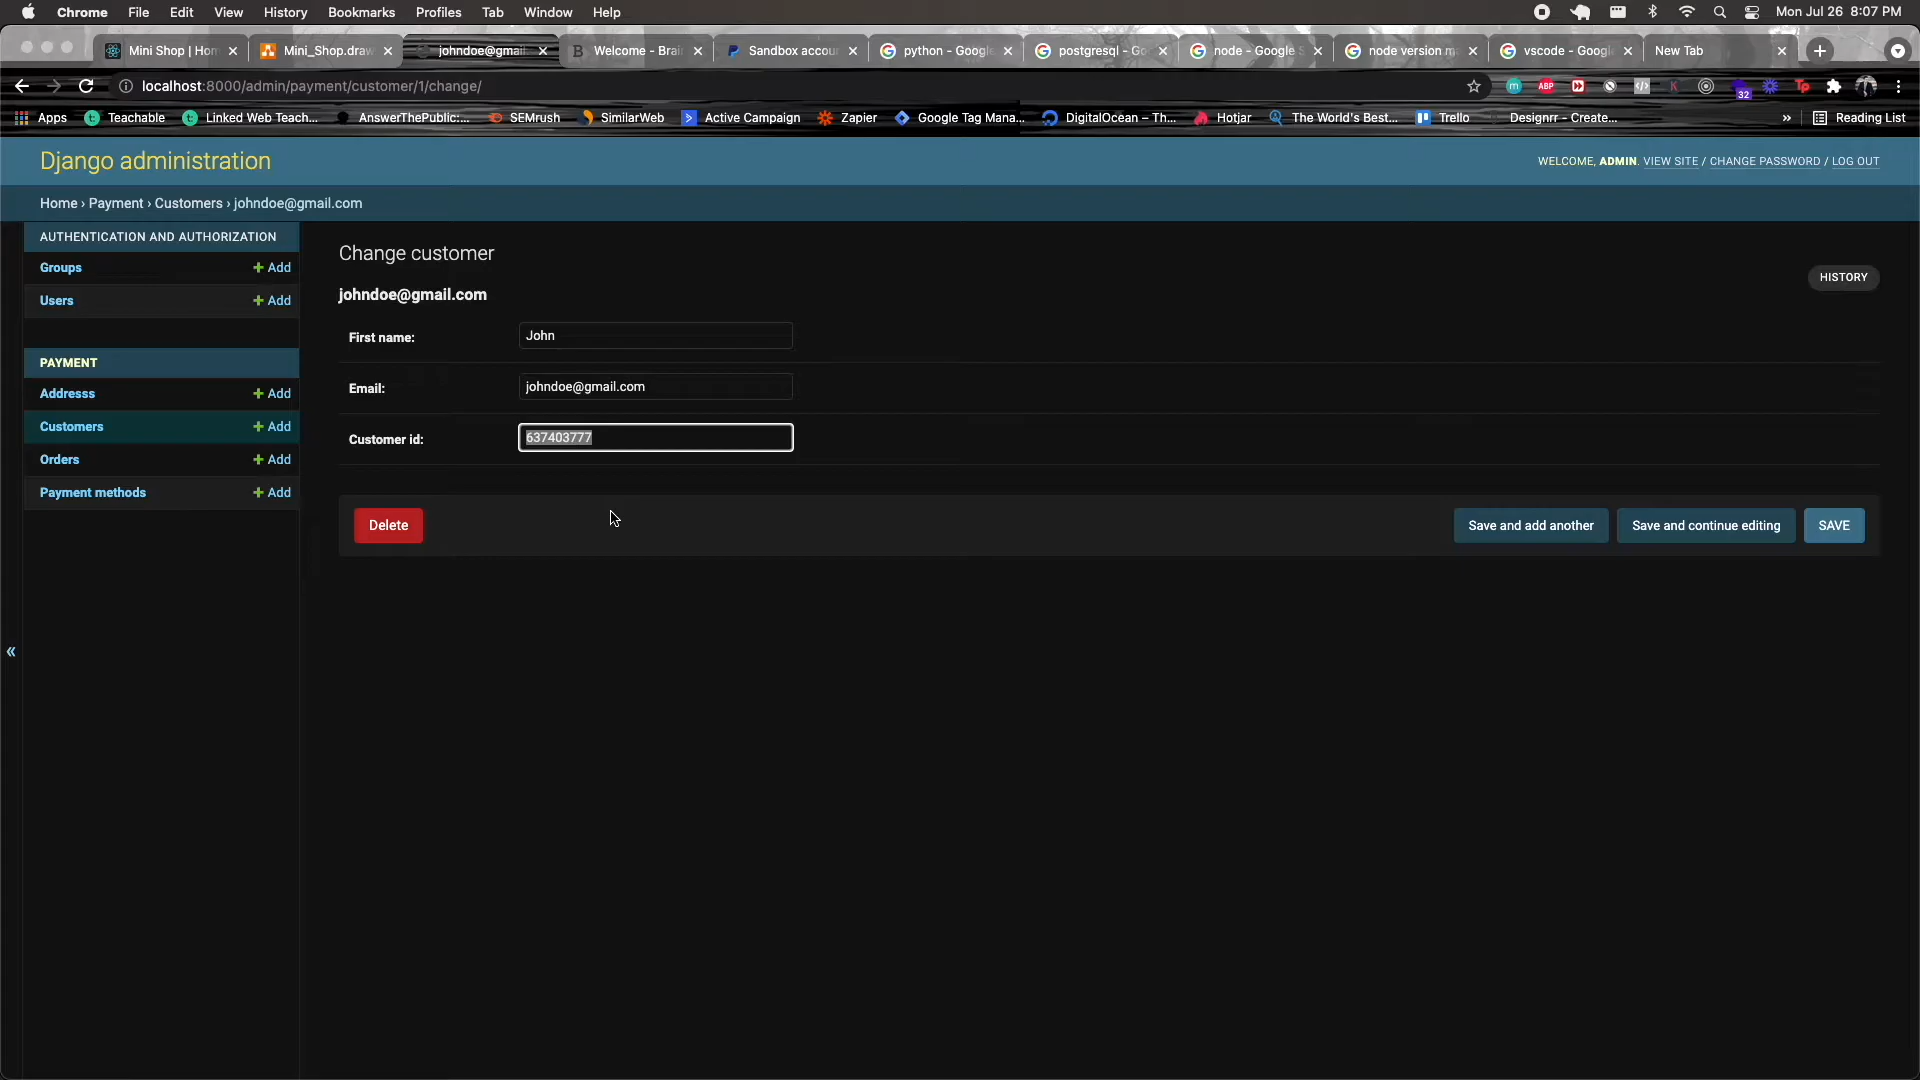 Chrome File Edit View History Bookmarks Profiles Tab Window Help Mon Jul 26 8:07 PM
Mini Shop | Hom Mini_Shop.draw johndoe@gmail Welcome - Brai Sandbox accou python - Google postgresql - Go node - Google S node version m vscode - Googl New Tab
localhost:8000/admin/payment/customer/1/change/ ABP 32 Tp
Apps Teachable Linked Web Teach... AnswerThePublic:... SEMrush SimilarWeb Active Campaign Zapier Google Tag Mana... DigitalOcean – Th... Hotjar The World's Best... Trello Designrr - Create... » Reading List
Django administration WELCOME, ADMIN. VIEW SITE / CHANGE PASSWORD / LOG OUT
Home › Payment › Customers › johndoe@gmail.com
AUTHENTICATION AND AUTHORIZATION
Groups + Add
Users + Add
PAYMENT
Addresss + Add
Customers + Add
Orders + Add
Payment methods + Add
«
Change customer
HISTORY
johndoe@gmail.com
First name: John
Email: johndoe@gmail.com
Customer id: 637403777
Delete Save and add another Save and continue editing SAVE